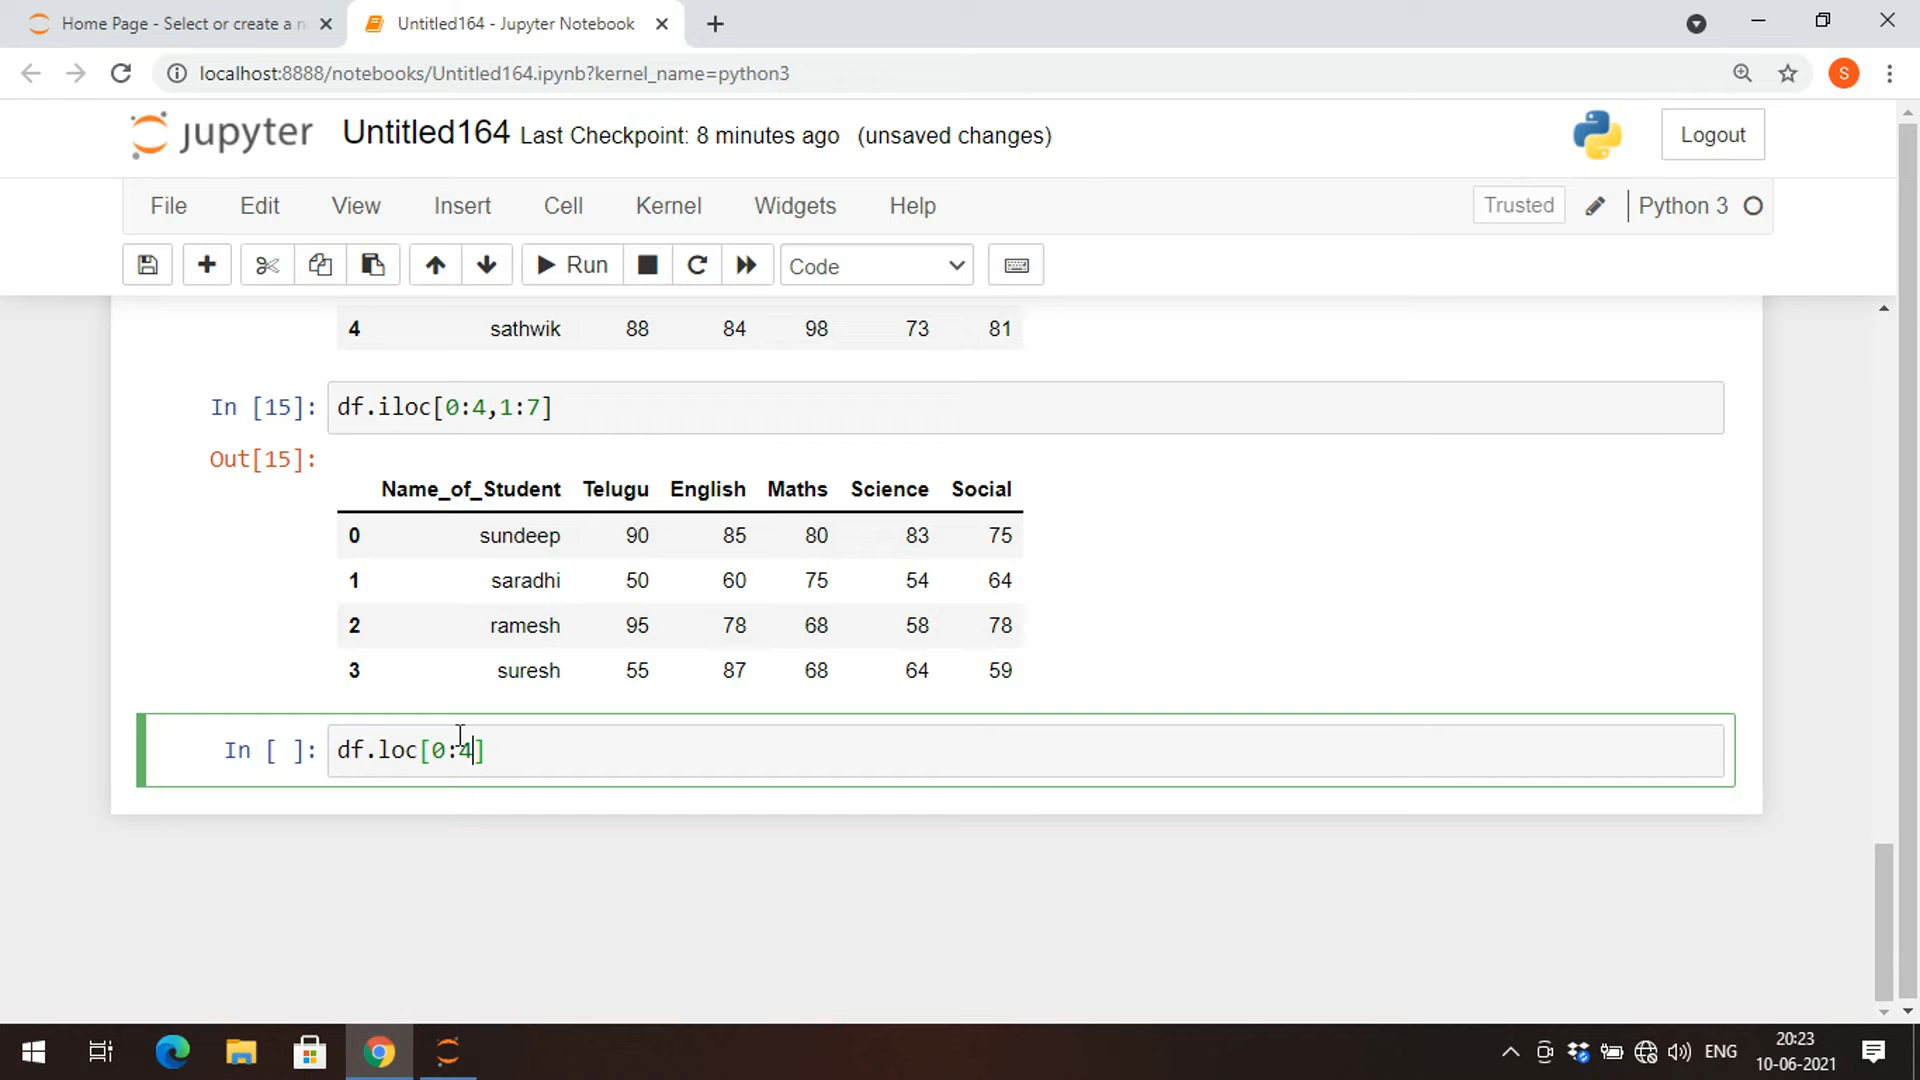 Home Page - Select or create a n
Untitled164 - Jupyter Notebook
localhost:8888/notebooks/Untitled164.ipynb?kernel_name=python3
S
jupyter Untitled164 Last Checkpoint: 8 minutes ago (unsaved changes)
Logout
File Edit View Insert Cell Kernel Widgets Help
Trusted Python 3
Run Code
4 sathwik 88 84 98 73 81
In [15]: df.iloc[0:4,1:7]
Out[15]:
Name_of_Student Telugu English Maths Science Social
0 sundeep 90 85 80 83 75
1 saradhi 50 60 75 54 64
2 ramesh 95 78 68 58 78
3 suresh 55 87 68 64 59
In [ ]: df.loc[0:4]
ENG
20:23
10-06-2021